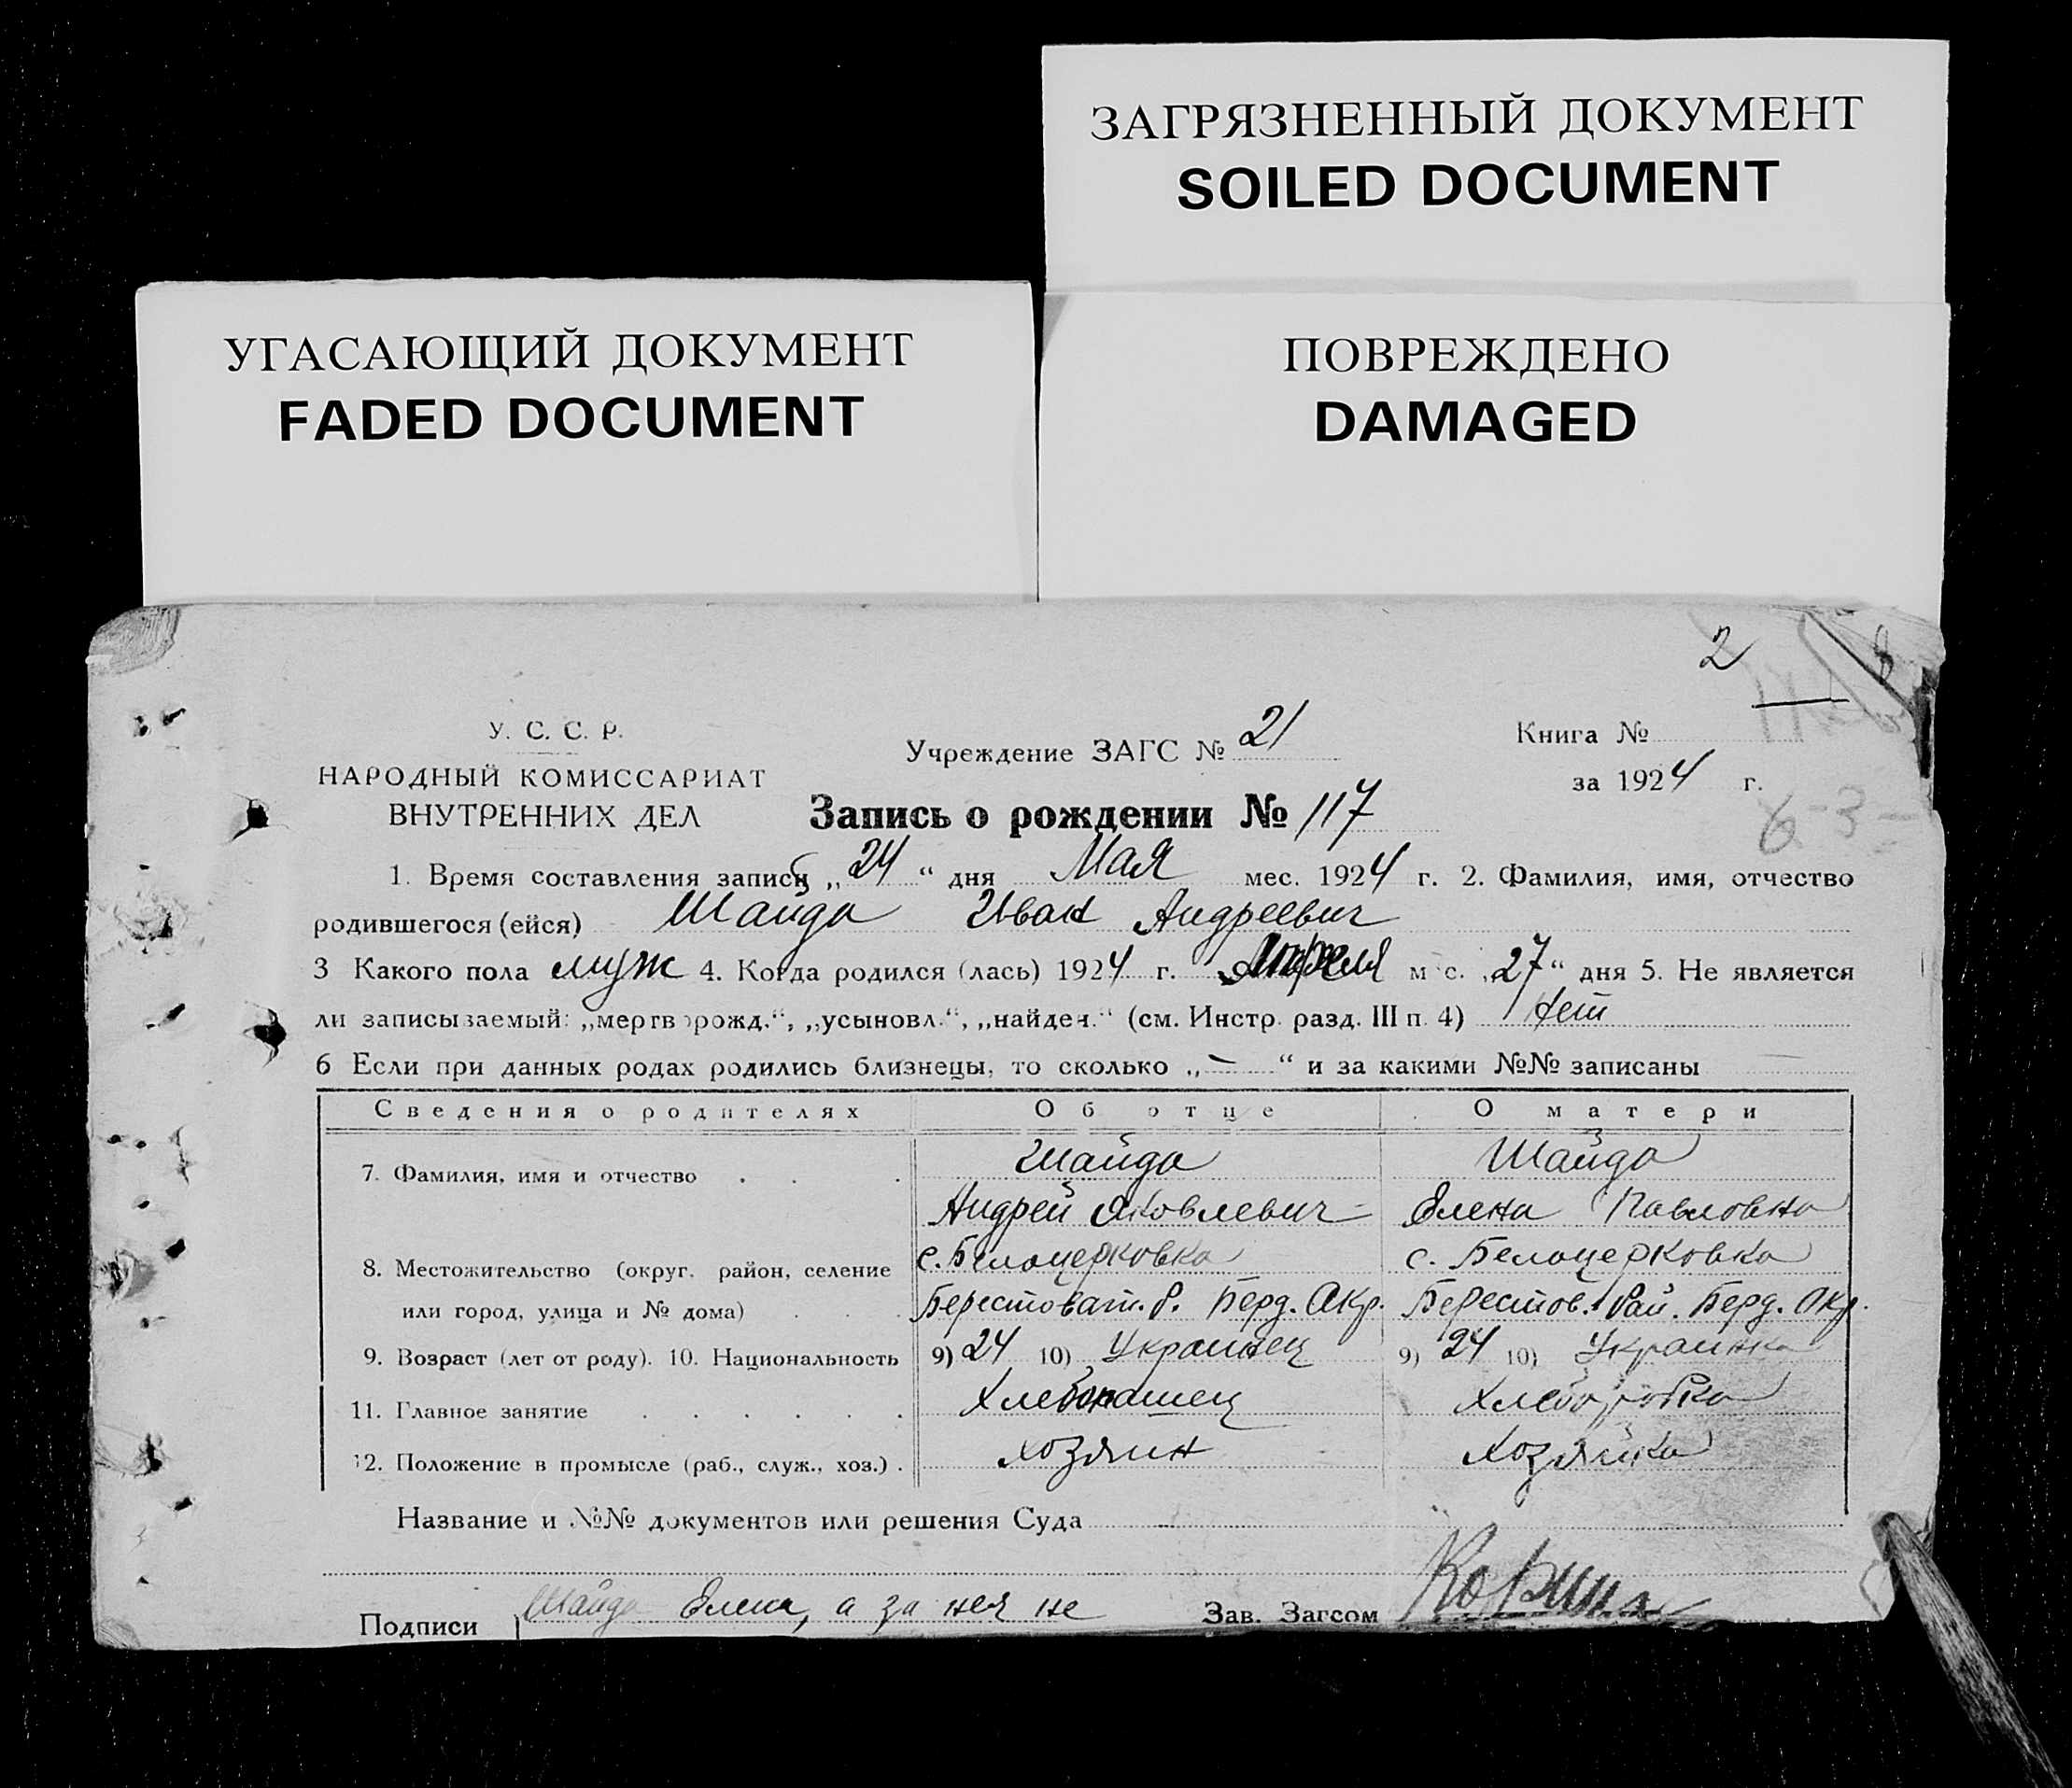 ЗАГРЯЗНЕННЫЙ ДОКУМЕНТ
SOILED DOCUMENT
УГАСАЮЩИЙ ДОКУМЕНТ
FADED DOCUMENT
ПОВРЕЖДЕНО
DAMAGED
2
У. С. С. Р.
НАРОДНЫЙ КОМИССАРИАТ
ВНУТРЕННИХ ДЕЛ
Учреждение ЗАГС № 21
Книга №
за 1924 г.
6-3-
Запись о рождении № 117
1. Время составления записи „24“ дня Мая мес. 1924 г. 2. Фамилия, имя, отчество
родившегося (ейся) Шайда Иван Андреевич
3 Какого пола муж 4. Когда родился (лась) 1924 г. Апреля мес. „27“ дня 5. Не является
ли записываемый: „мертворожд.“, „усыновл.“, „найден.“ (см. Инстр. разд. III п. 4) Нет
6 Если при данных родах родились близнецы, то сколько „—“ и за какими №№ записаны
Сведения о родителях Об отце О матери
7. Фамилия, имя и отчество Шайда Шайда
Андрей Яковлевич Елена Павловна
8. Местожительство (округ, район, селение с. Белоцерковка с. Белоцерковка
или город, улица и № дома) Берестоват. Р. Берд. Окр. Берестов. Рай. Берд. Окр.
9. Возраст (лет от роду). 10. Национальность 9) 24 10) Украинец 9) 24 10) Украинка
11. Главное занятие Хлебопашец Хлеборобка
12. Положение в промысле (раб., служ., хоз.) хозяин хозяйка
Название и №№ документов или решения Суда —
Подписи Шайда Елена, а за нея не Зав. Загсом